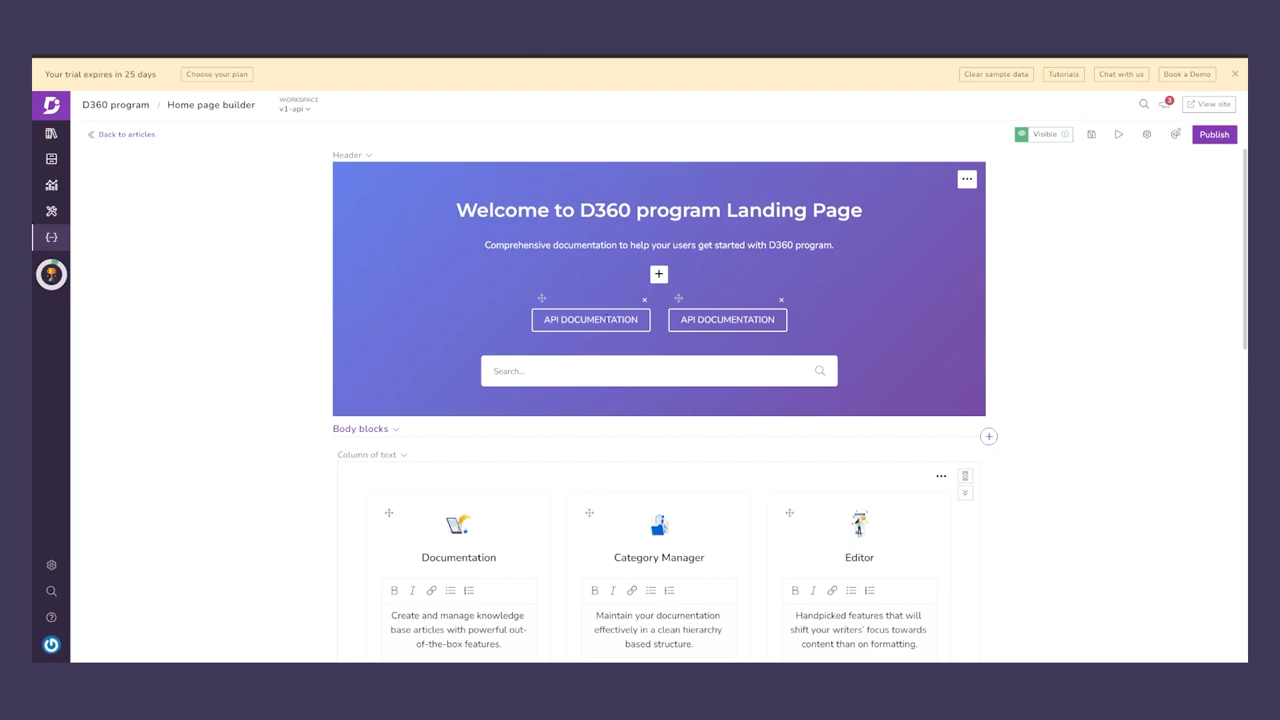 Your trial expires in 25 days
Choose your plan
Clear sample data
Tutorials
Chat with us
Book a Demo
D360 program / Home page builder
WORKSPACE
v1-api
3
View site
Back to articles
Visible
Publish
Header
Welcome to D360 program Landing Page
Comprehensive documentation to help your users get started with D360 program.
API DOCUMENTATION
API DOCUMENTATION
Search...
Body blocks
Column of text
Documentation
B I
Create and manage knowledge
base articles with powerful out-
of-the-box features.
Category Manager
B I
Maintain your documentation
effectively in a clean hierarchy
based structure.
Editor
B I
Handpicked features that will
shift your writers' focus towards
content than on formatting.